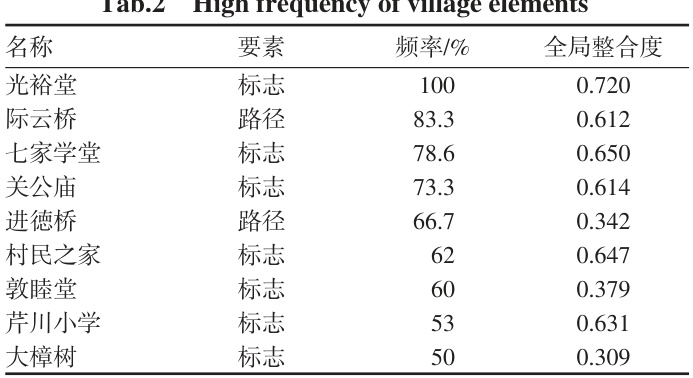 Tab.2 High frequency of village elements
名称 要素 频率/% 全局整合度
光裕堂 标志 100 0.720
际云桥 路径 83.3 0.612
七家学堂 标志 78.6 0.650
关公庙 标志 73.3 0.614
进德桥 路径 66.7 0.342
村民之家 标志 62 0.647
敦睦堂 标志 60 0.379
芹川小学 标志 53 0.631
大樟树 标志 50 0.309